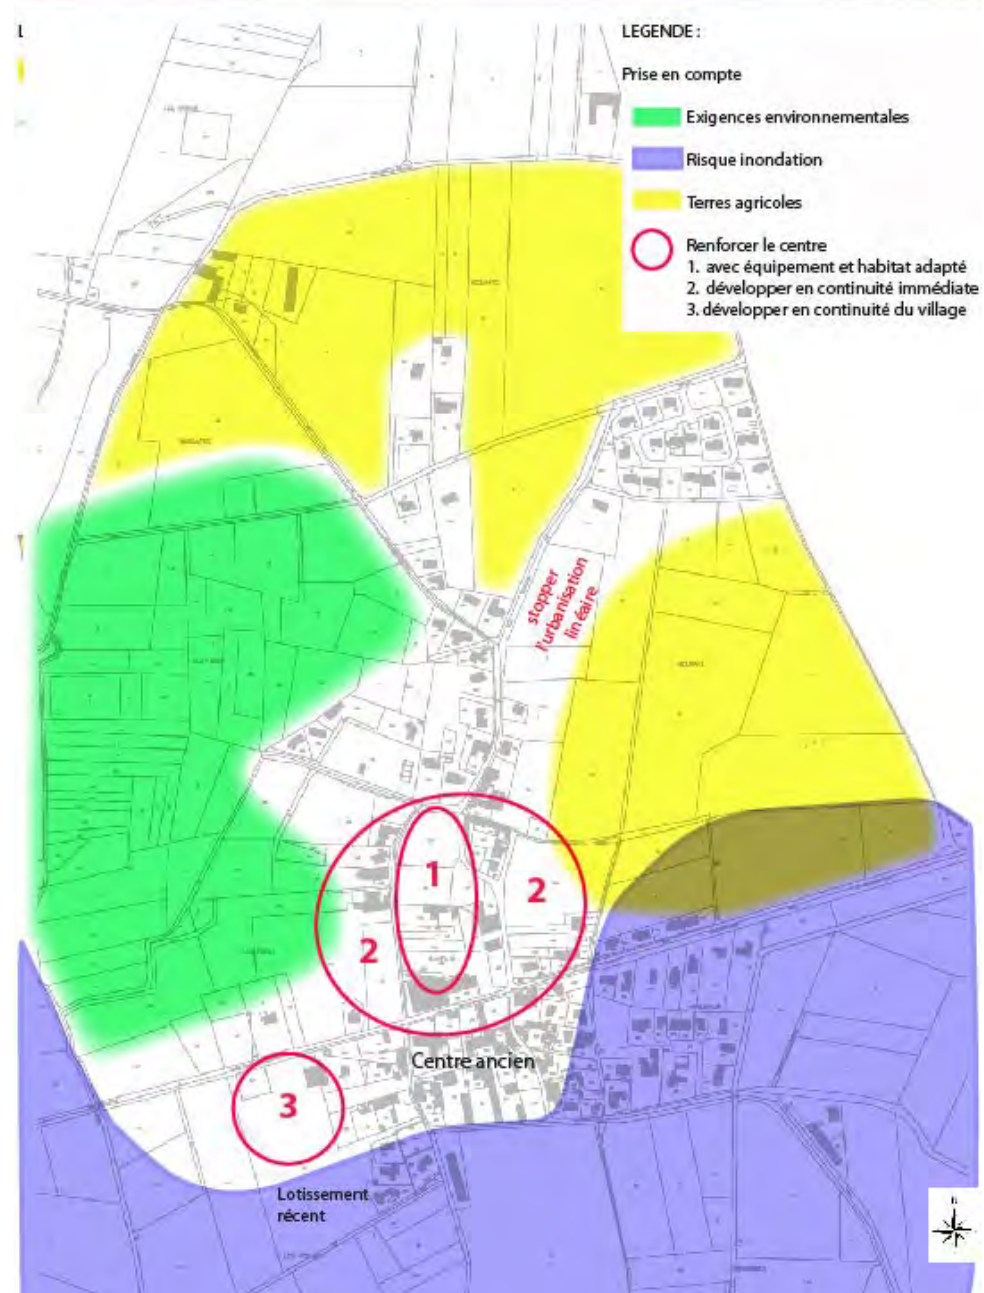 LEGENDE :
Prise en compte
Exigences environnementales
Risque inondation
Terres agricoles
Renforcer le centre
1. avec équipement et habitat adapté
2. développer en continuité immédiate
3. développer en continuité du village
stopper
l'urbanisation
linéaire
1
2
2
Centre ancien
3
Lotissement
récent